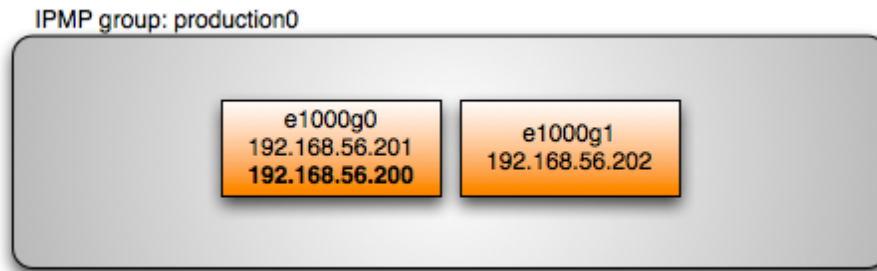 IPMP group: production0
e1000g0
192.168.56.201
192.168.56.200
e1000g1
192.168.56.202